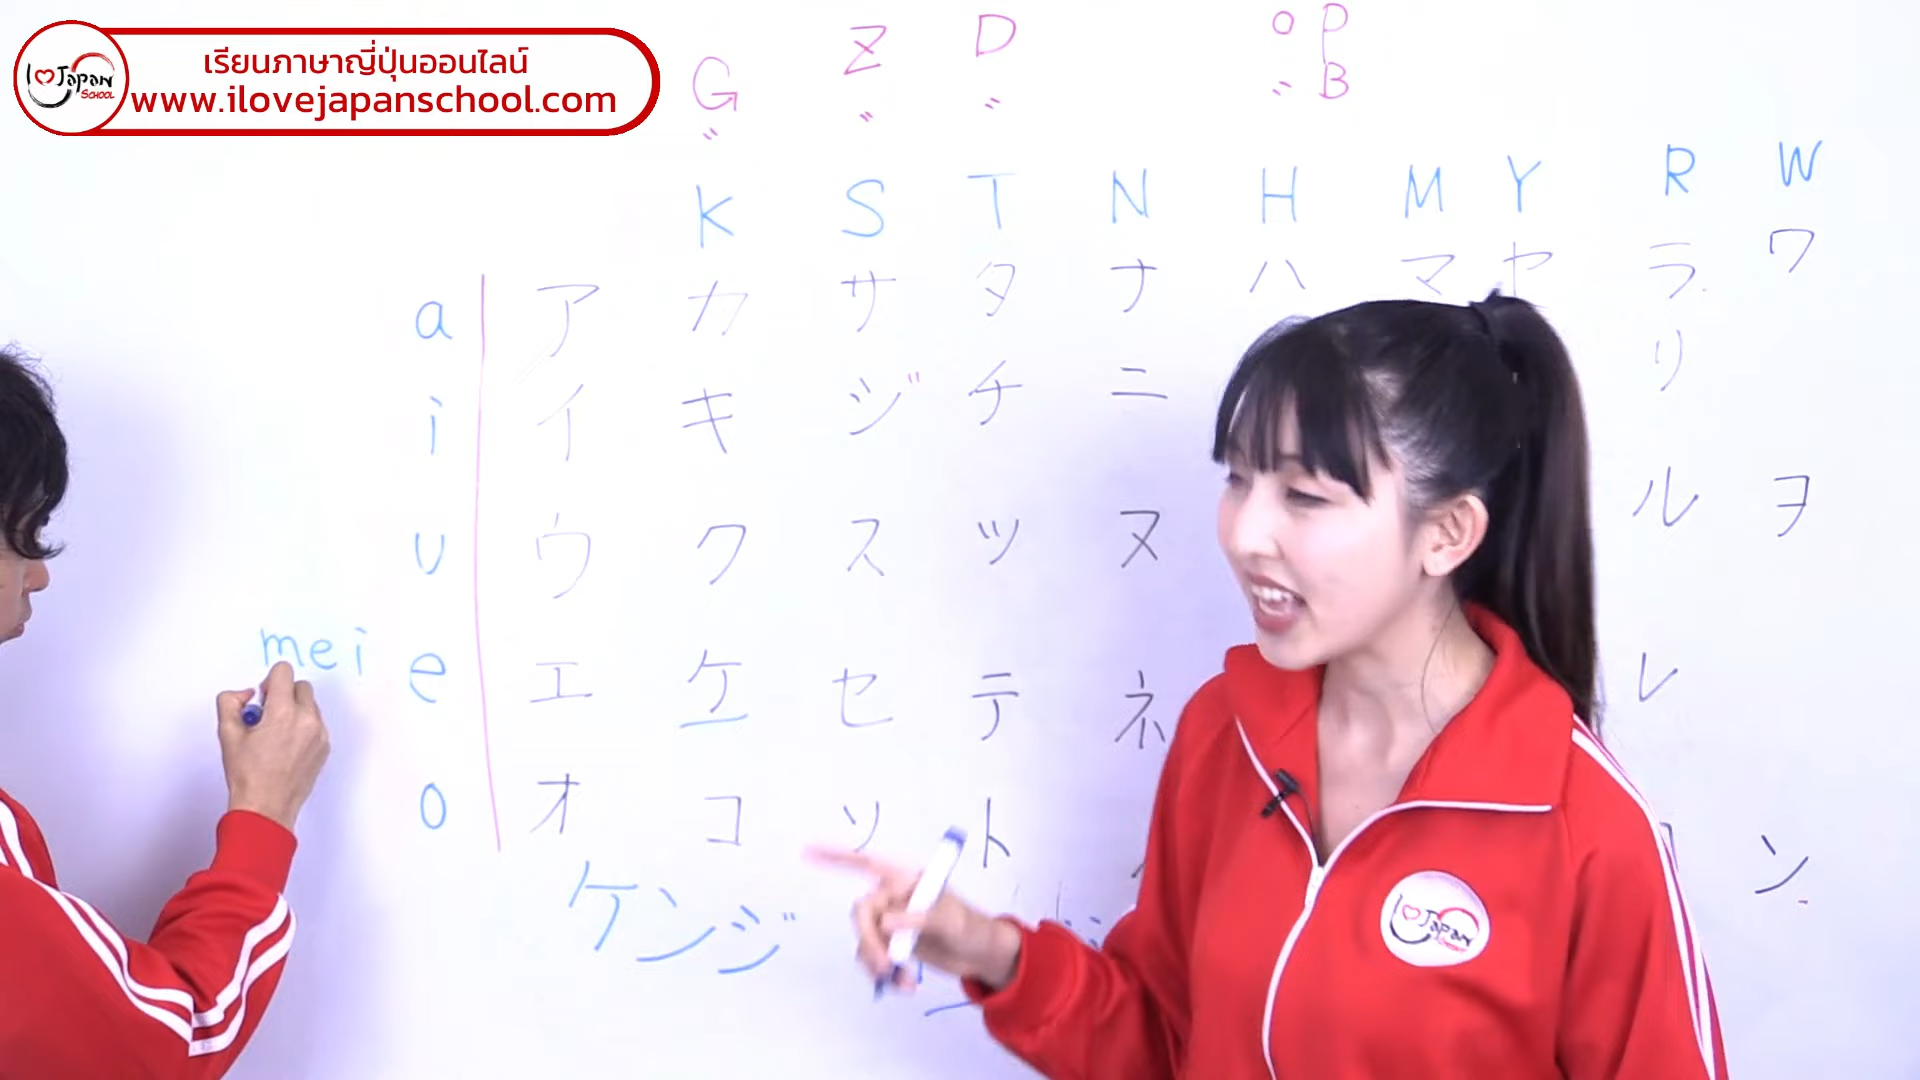 เรียนภาษาญี่ปุ่นออนไลน์
www.ilovejapanschool.com
I Japan
SCHOOL
G Z D ° P
〃 〃 〃 〃 B
K S T N H M Y R W
a ア カ サ タ ナ ハ マ ヤ ラ ワ
i イ キ ジ チ ニ リ
u ウ ク ス ツ ヌ ル ヲ
mei
e エ ケ セ テ ネ レ
o オ コ ソ ト ン
ケンジ
I Japan